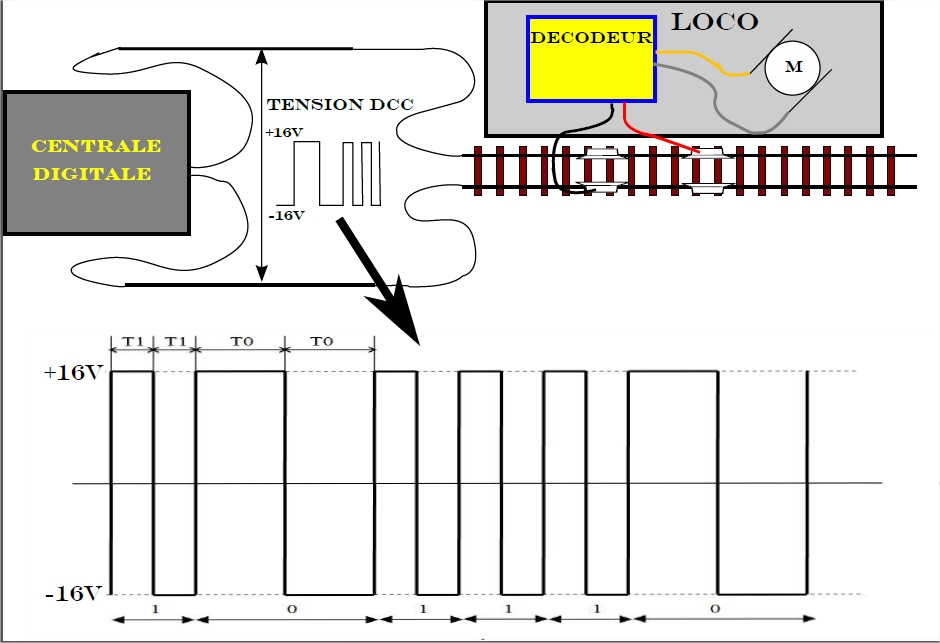 LOCO
DECODEUR
M
TENSION DCC
+16V
CENTRALE
DIGITALE
-16V
T1 T1 T0 T0
+16V
-16V
1 0 1 1 1 0